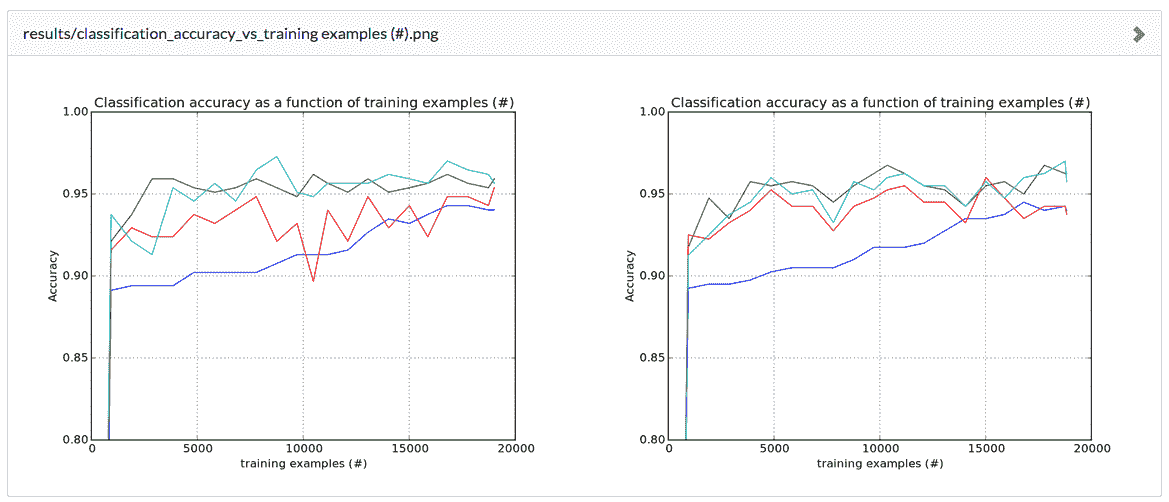 results/classification_accuracy_vs_training examples (#).png
Classification accuracy as a function of training examples (#)
1.00
0.95
0.90
0.85
0.80
Accuracy
0
5000
10000
15000
20000
training examples (#)
Classification accuracy as a function of training examples (#)
1.00
0.95
0.90
0.85
0.80
Accuracy
0
5000
10000
15000
20000
training examples (#)